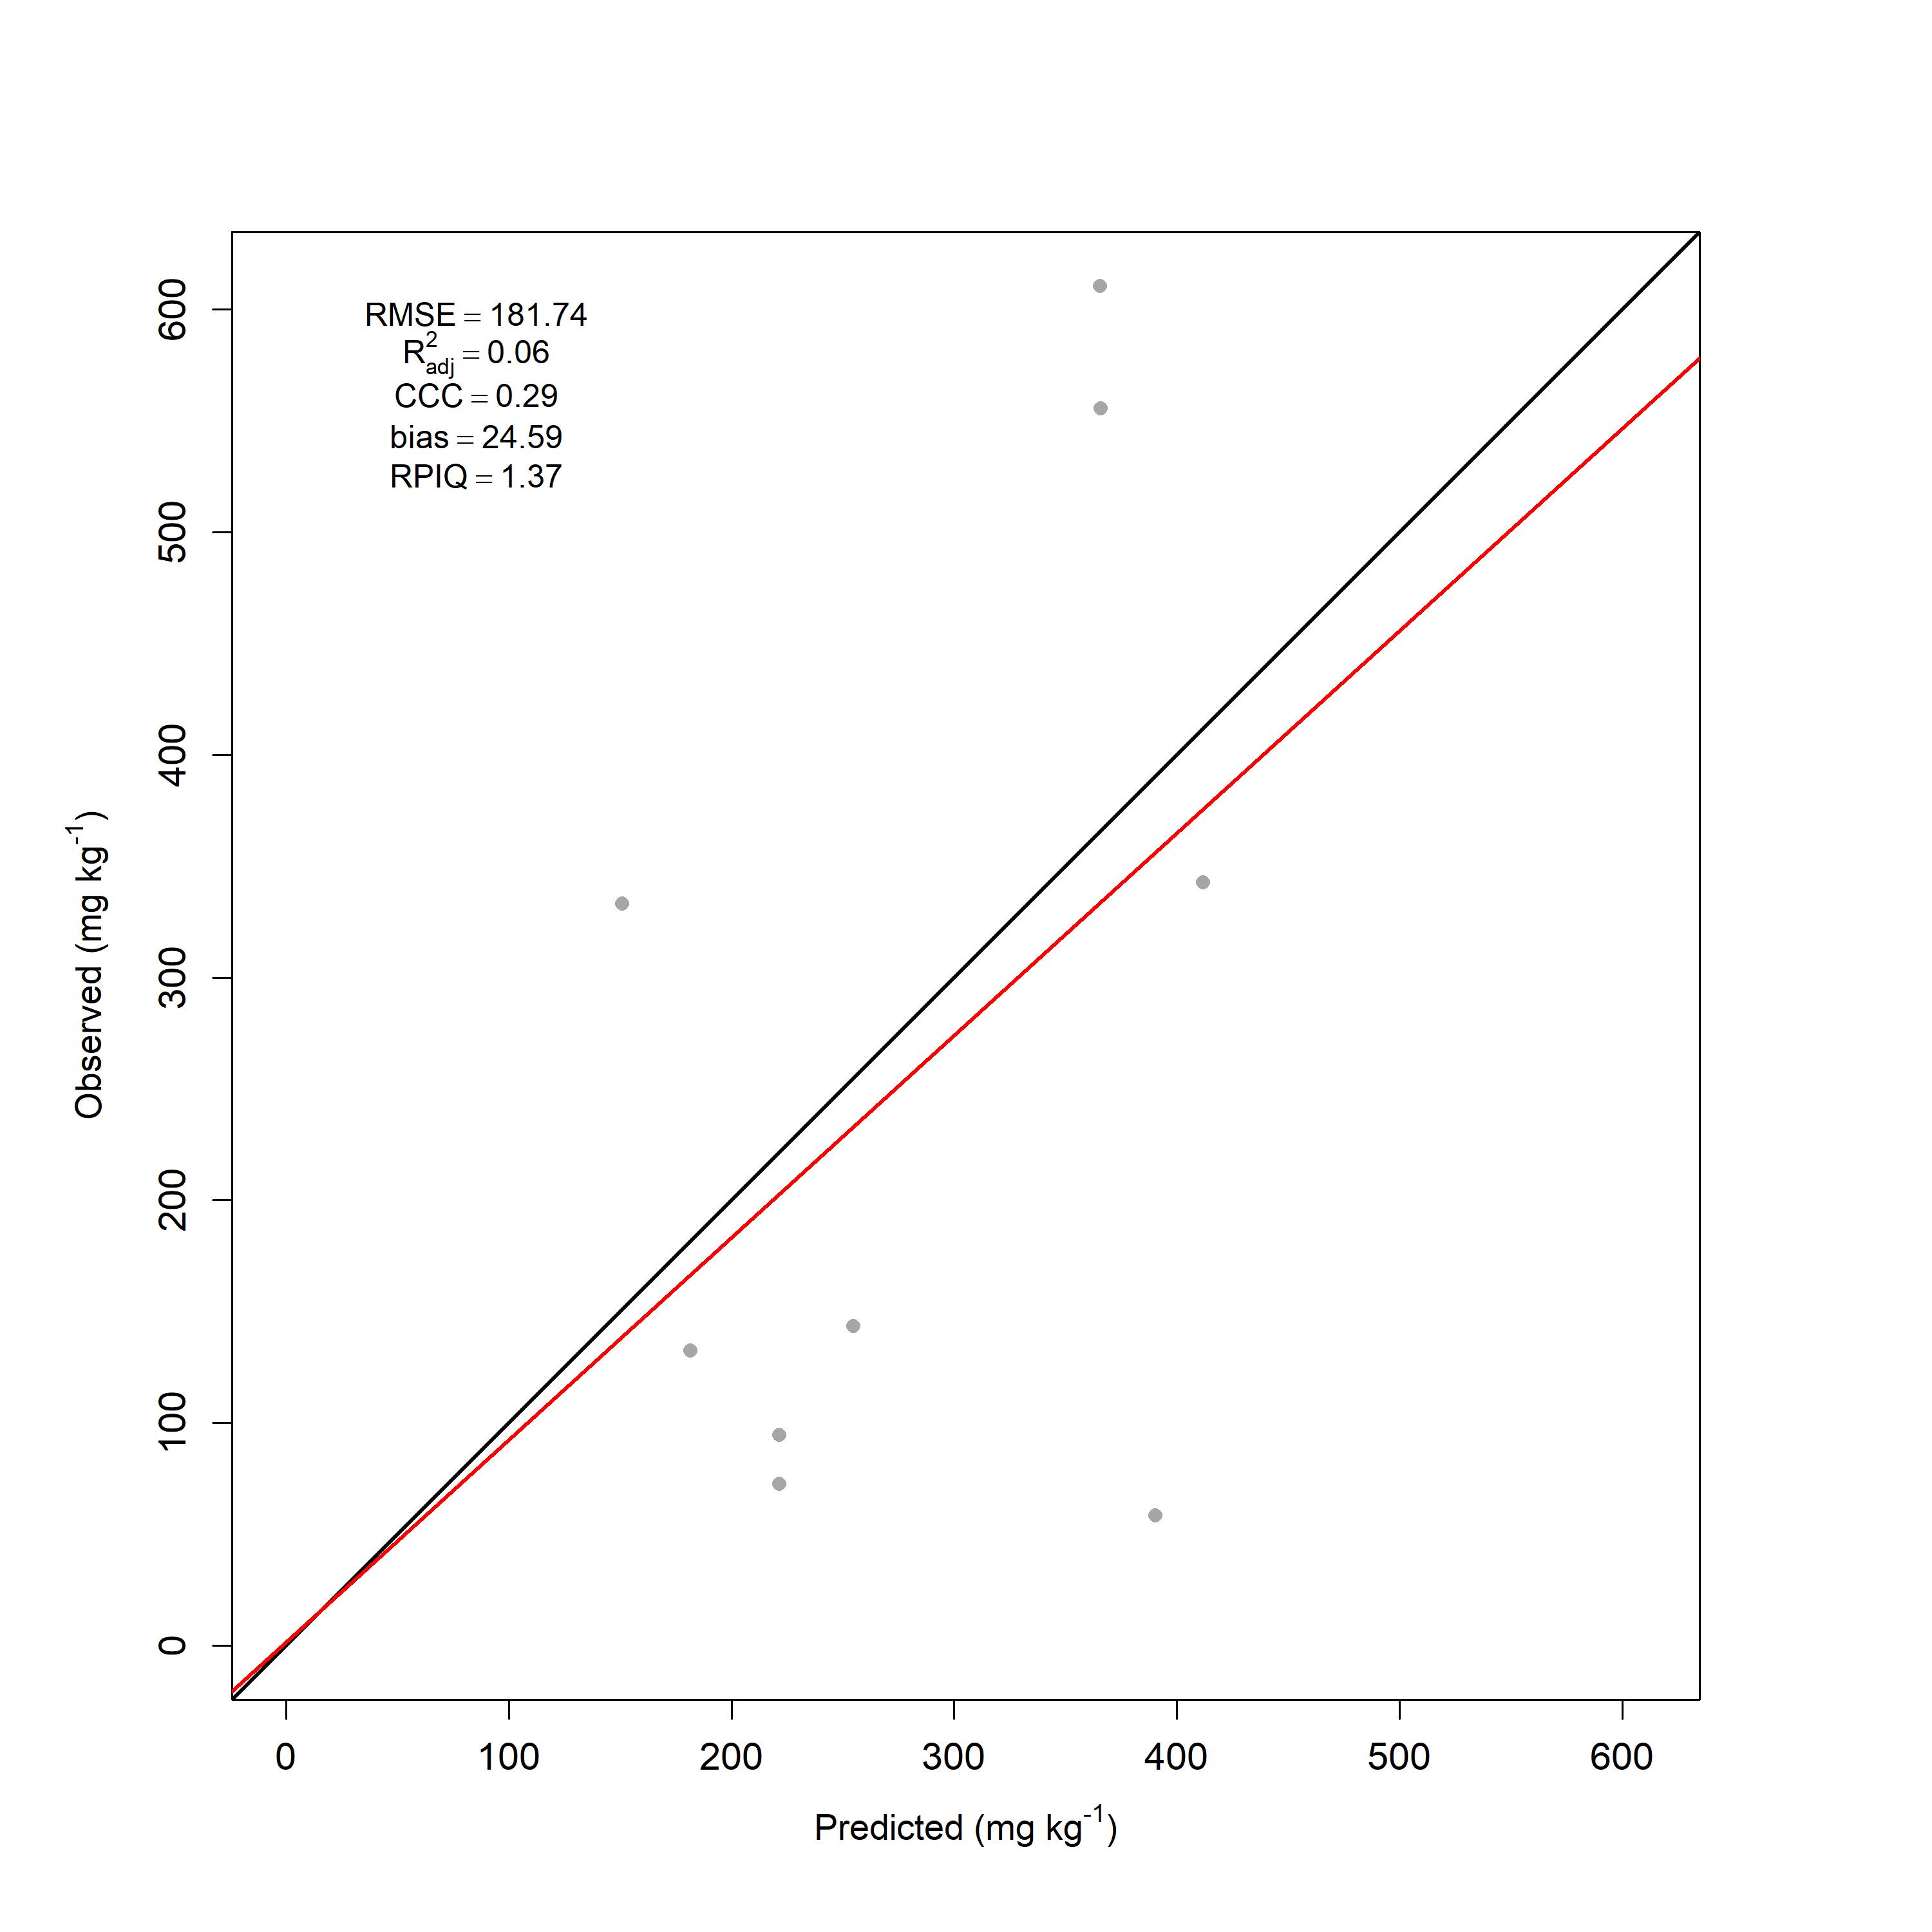 RMSE = 181.74
R²adj = 0.06
CCC = 0.29
bias = 24.59
RPIQ = 1.37
Observed (mg kg⁻¹)
600
500
400
300
200
100
0
0 100 200 300 400 500 600
Predicted (mg kg⁻¹)